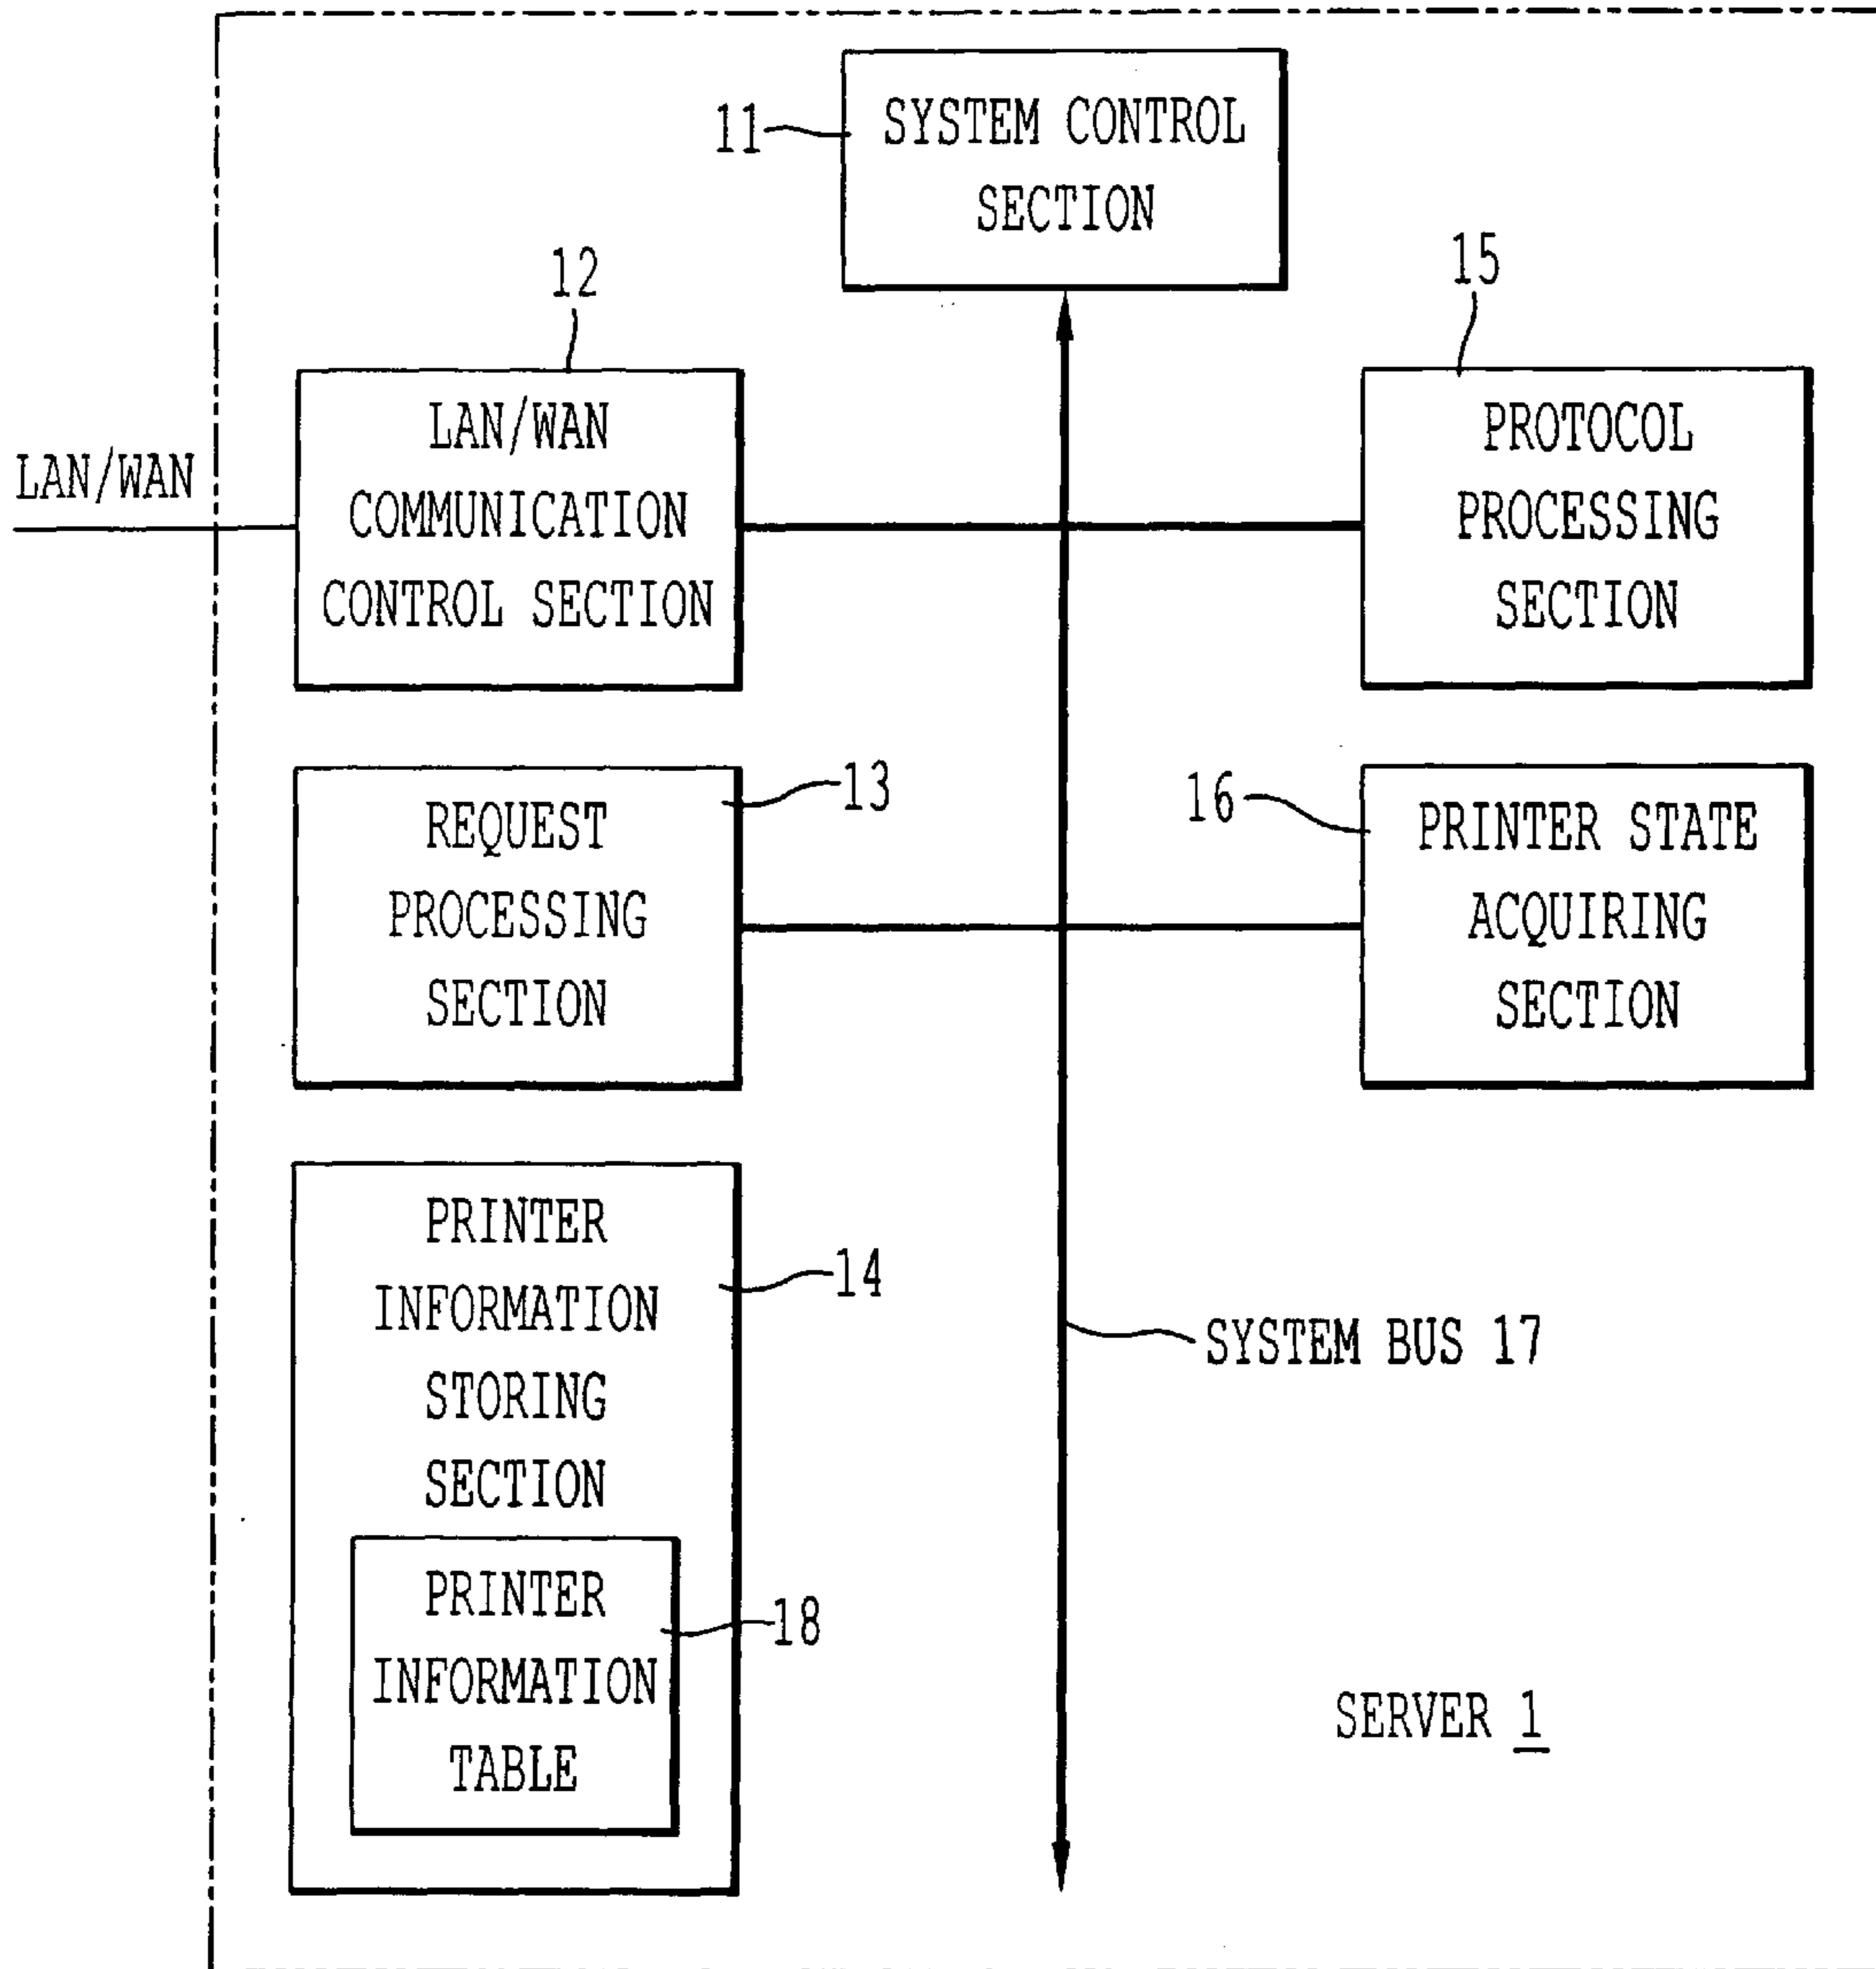 11
SYSTEM CONTROL
SECTION
12
15
LAN/WAN
LAN/WAN
COMMUNICATION
CONTROL SECTION
PROTOCOL
PROCESSING
SECTION
13
REQUEST
PROCESSING
SECTION
16
PRINTER STATE
ACQUIRING
SECTION
PRINTER
INFORMATION
STORING
SECTION
14
SYSTEM BUS 17
PRINTER
INFORMATION
TABLE
18
SERVER 1